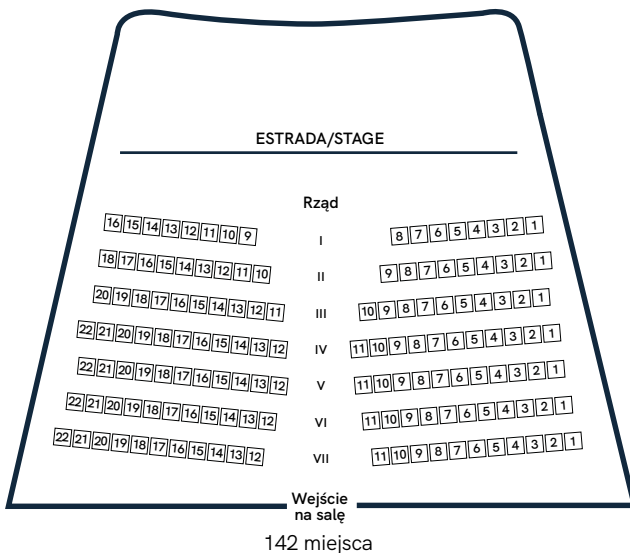 ESTRADA/STAGE
Rząd
16 15 14 13 12 11 10 9 I 8 7 6 5 4 3 2 1
18 17 16 15 14 13 12 11 10 II 9 8 7 6 5 4 3 2 1
20 19 18 17 16 15 14 13 12 11 III 10 9 8 7 6 5 4 3 2 1
22 21 20 19 18 17 16 15 14 13 12 IV 11 10 9 8 7 6 5 4 3 2 1
22 21 20 19 18 17 16 15 14 13 12 V 11 10 9 8 7 6 5 4 3 2 1
22 21 20 19 18 17 16 15 14 13 12 VI 11 10 9 8 7 6 5 4 3 2 1
22 21 20 19 18 17 16 15 14 13 12 VII 11 10 9 8 7 6 5 4 3 2 1
Wejście
na salę
142 miejsca